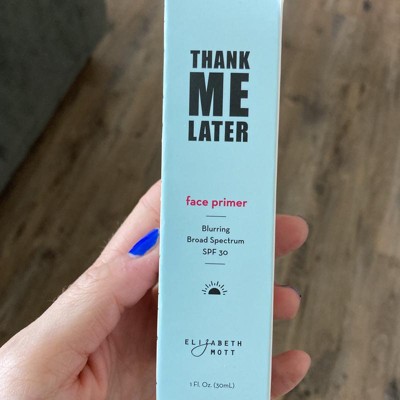 THANK
ME
LATER
face primer
Blurring
Broad Spectrum
SPF 30
ELIZABETH
MOTT
1 Fl. Oz. (30mL)